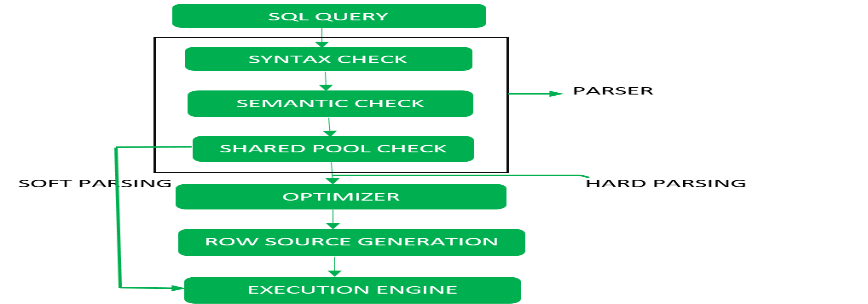 SQL QUERY
SYNTAX CHECK
PARSER
SEMANTIC CHECK
SHARED POOL CHECK
SOFT PARSING
HARD PARSING
OPTIMIZER
ROW SOURCE GENERATION
EXECUTION ENGINE